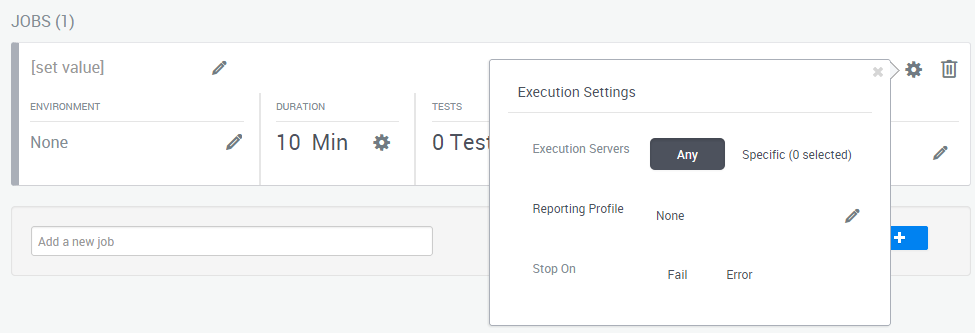 JOBS (1)
[set value]
ENVIRONMENT
DURATION
TESTS
None
10 Min
0 Test
Execution Settings
Execution Servers
Any
Specific (0 selected)
Reporting Profile
None
Stop On
Fail
Error
Add a new job